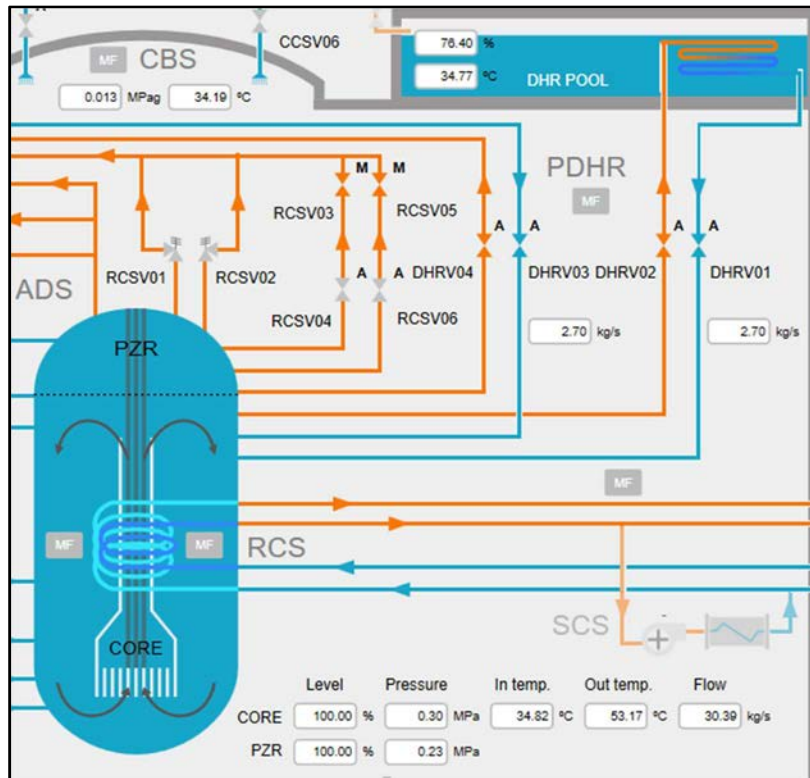 CCSV06
MF CBS
0.013 MPag 34.19 ºC
76.40 %
34.77 ºC DHR POOL
PDHR
MF
M M
RCSV03 RCSV05
A A A A
RCSV01 RCSV02
A A DHRV04 DHRV03 DHRV02 DHRV01
ADS
RCSV04 RCSV06
2.70 kg/s 2.70 kg/s
PZR
MF
MF MF RCS
SCS
CORE
Level Pressure In temp. Out temp. Flow
CORE 100.00 % 0.30 MPa 34.82 ºC 53.17 ºC 30.39 kg/s
PZR 100.00 % 0.23 MPa